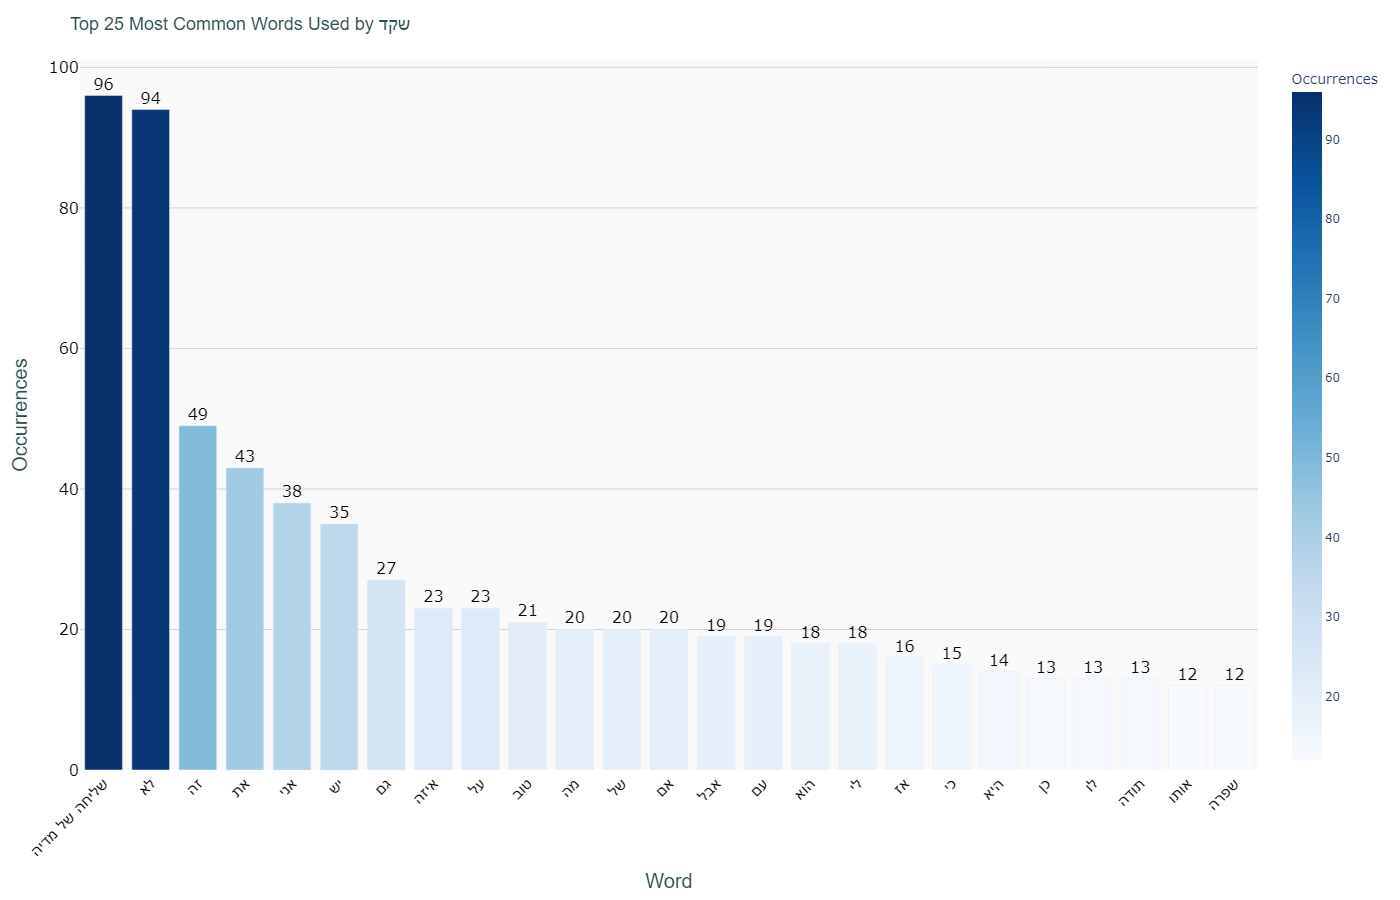 Top 25 Most Common Words Used by שקד
Occurrences
100
80
60
40
20
0
96
94
49
43
38
35
27
23
23
21
20
20
20
19
19
18
18
16
15
14
13
13
13
12
12
שליחה של מדיה
לא
זה
את
אני
יש
גם
איזה
על
טוב
מה
של
אם
אבל
עם
הוא
לי
אז
כי
היא
כן
לו
תודה
אותו
שפרה
Word
Occurrences
90
80
70
60
50
40
30
20